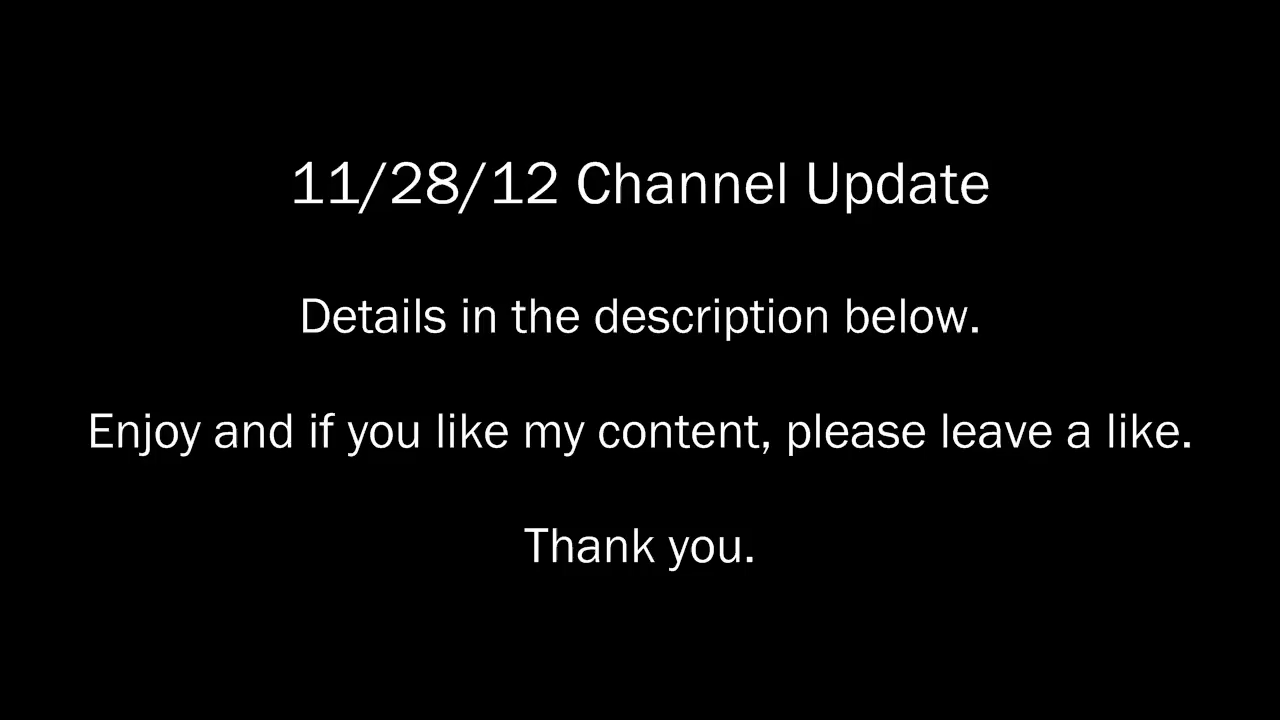 11/28/12 Channel Update
Details in the description below.
Enjoy and if you like my content, please leave a like.
Thank you.